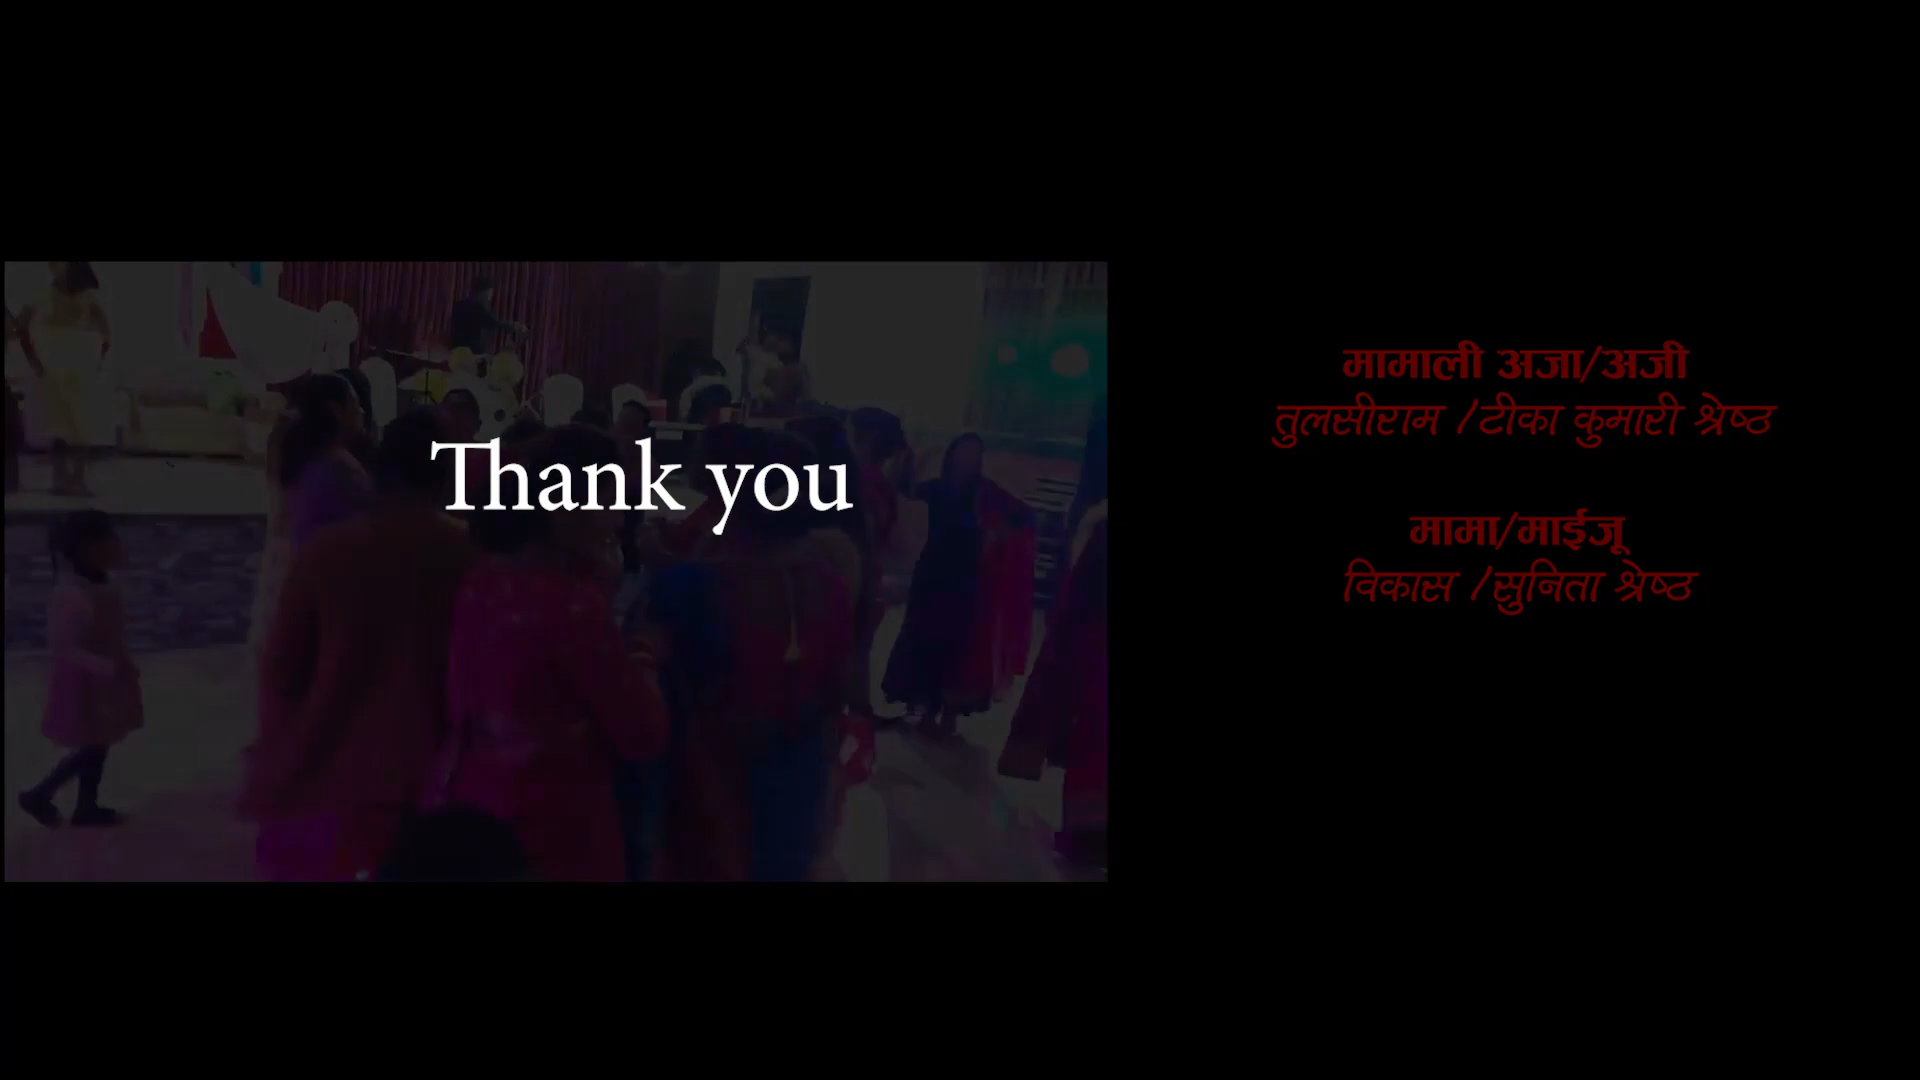 Thank you
मामाली अजा/अजी
तुलसीराम /टीका कुमारी श्रेष्ठ
मामा/माईजू
विकास /सुनिता श्रेष्ठ